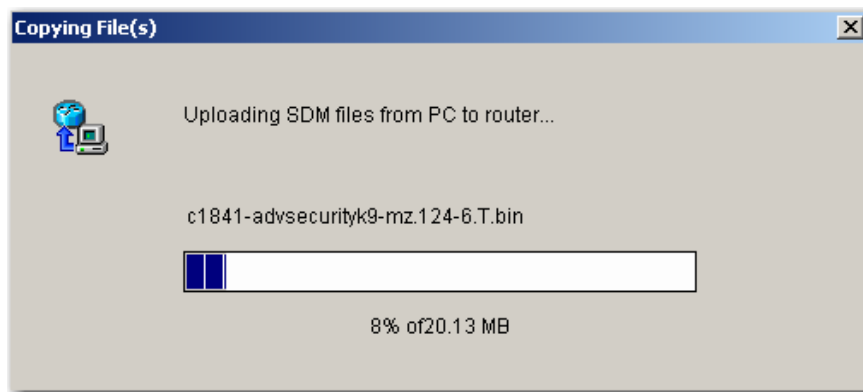 Copying File(s)
Uploading SDM files from PC to router...
c1841-advsecurityk9-mz.124-6.T.bin
8% of20.13 MB